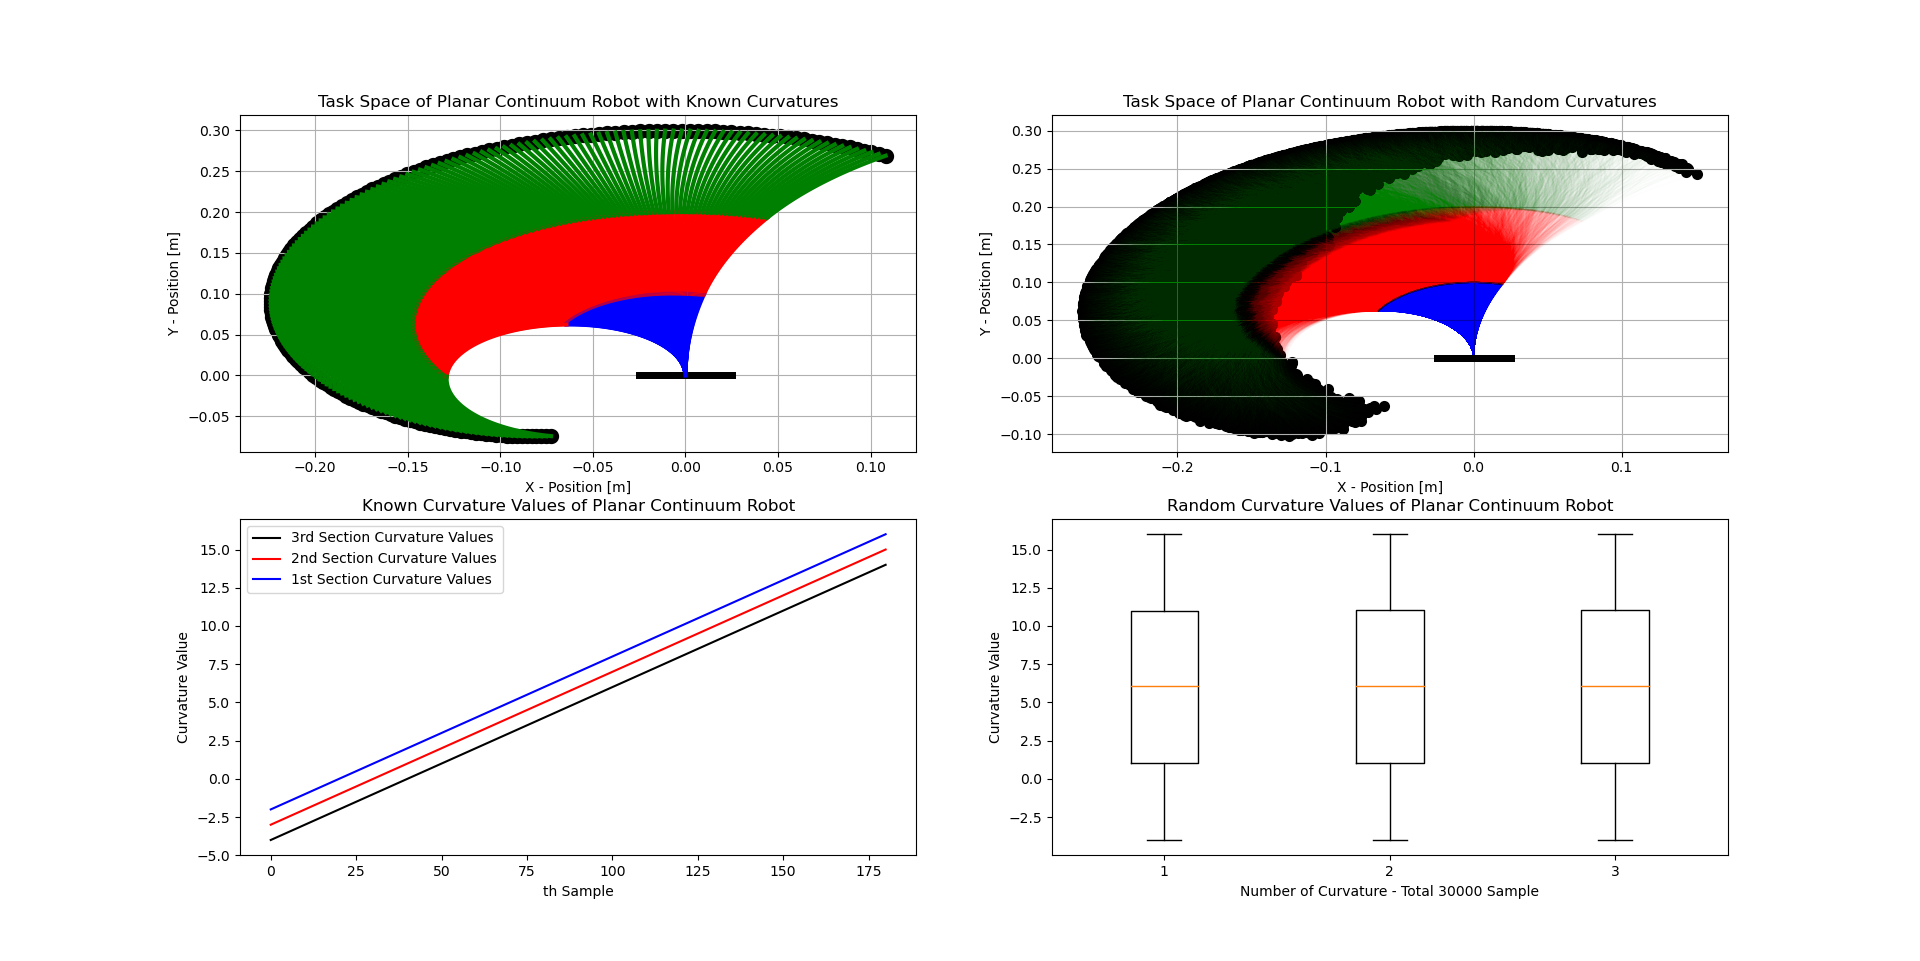 Task Space of Planar Continuum Robot with Known Curvatures
0.30
0.25
0.20
0.15
0.10
0.05
0.00
−0.05
Y - Position [m]
−0.20 −0.15 −0.10 −0.05 0.00 0.05 0.10
X - Position [m]
Task Space of Planar Continuum Robot with Random Curvatures
0.30
0.25
0.20
0.15
0.10
0.05
0.00
−0.05
−0.10
Y - Position [m]
−0.2 −0.1 0.0 0.1
X - Position [m]
Known Curvature Values of Planar Continuum Robot
3rd Section Curvature Values
2nd Section Curvature Values
1st Section Curvature Values
15.0
12.5
10.0
7.5
5.0
2.5
0.0
−2.5
−5.0
Curvature Value
0 25 50 75 100 125 150 175
th Sample
Random Curvature Values of Planar Continuum Robot
15.0
12.5
10.0
7.5
5.0
2.5
0.0
−2.5
Curvature Value
1 2 3
Number of Curvature - Total 30000 Sample